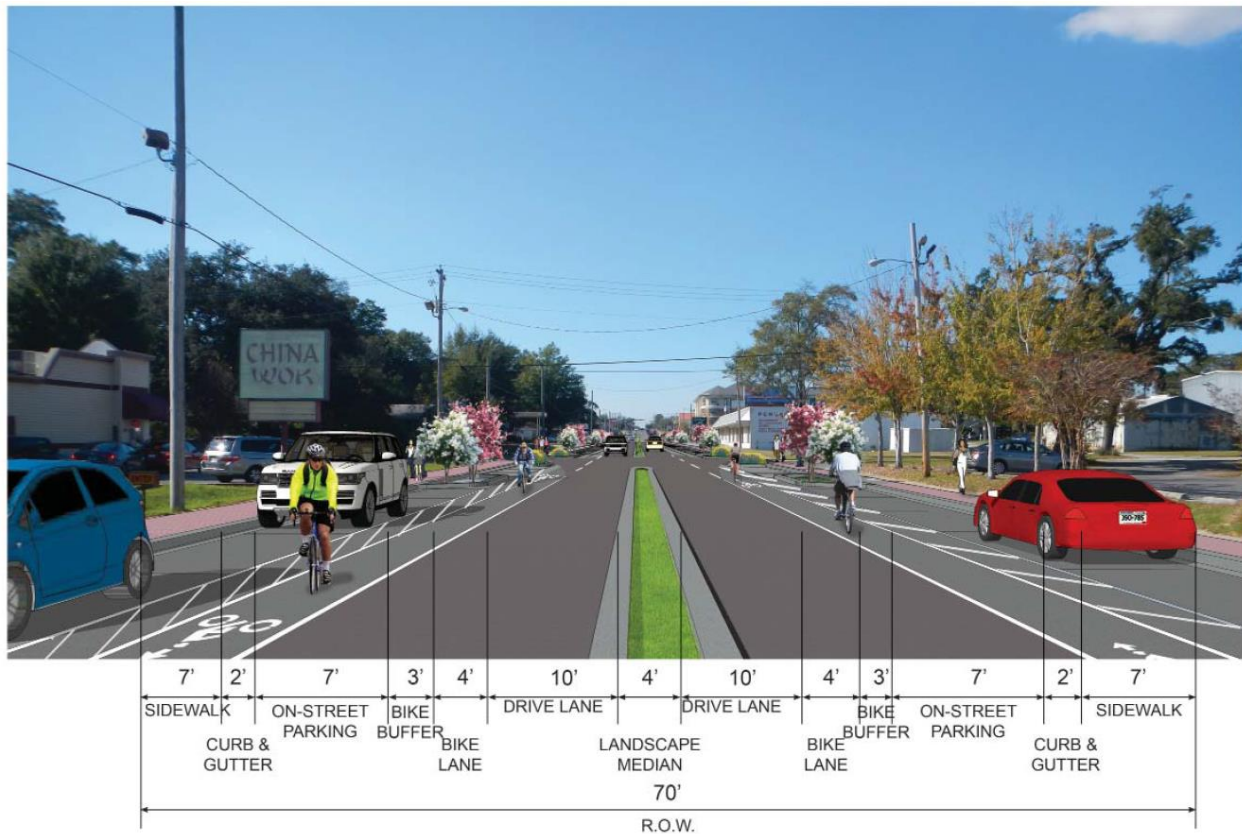 CHINA
WOK
JSO-785
7' 2' 7' 3' 4' 10' 4' 10' 4' 3' 7' 2' 7'
SIDEWALK
CURB &
GUTTER
ON-STREET
PARKING
BIKE
BUFFER
BIKE
LANE
DRIVE LANE
LANDSCAPE
MEDIAN
DRIVE LANE
BIKE
LANE
BIKE
BUFFER
ON-STREET
PARKING
CURB &
GUTTER
SIDEWALK
70'
R.O.W.